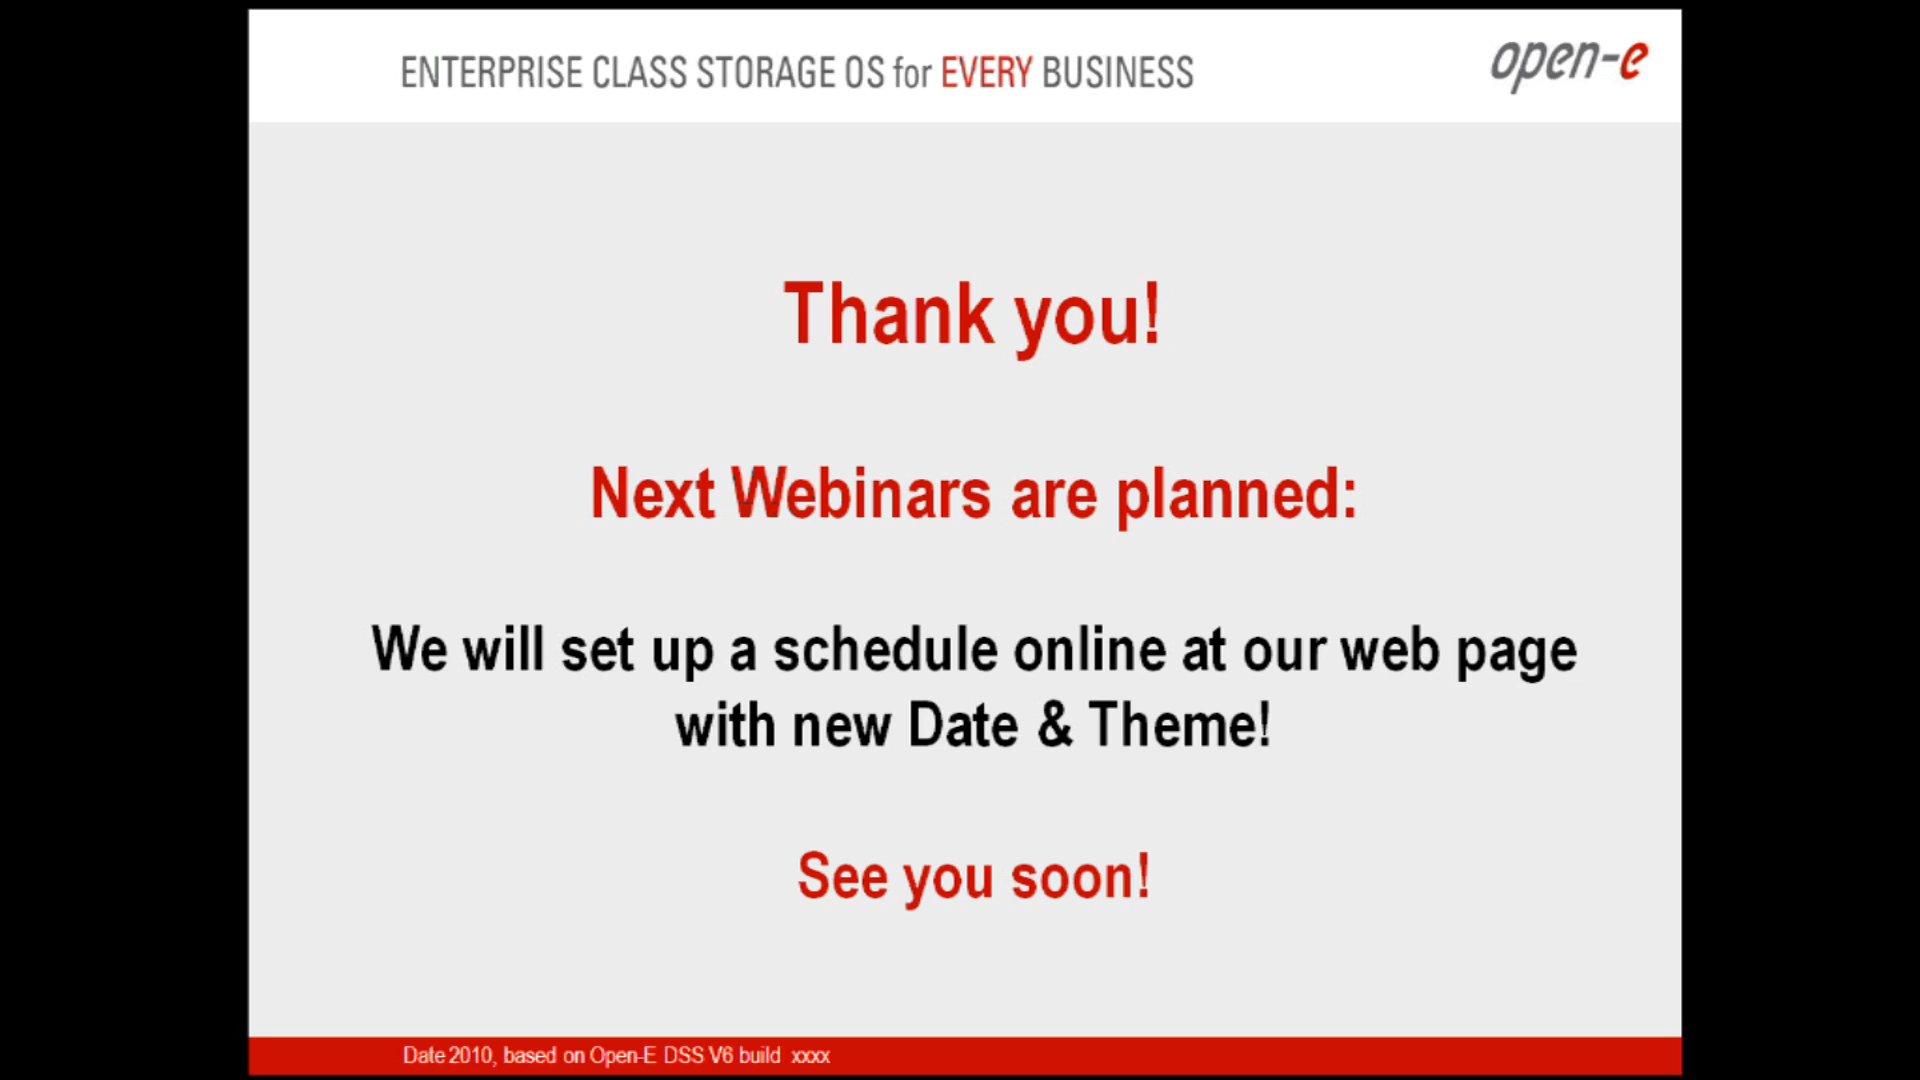 ENTERPRISE CLASS STORAGE OS for EVERY BUSINESS
open-e
Thank you!
Next Webinars are planned:
We will set up a schedule online at our web page
with new Date & Theme!
See you soon!
Date 2010, based on Open-E DSS V6 build xxxx